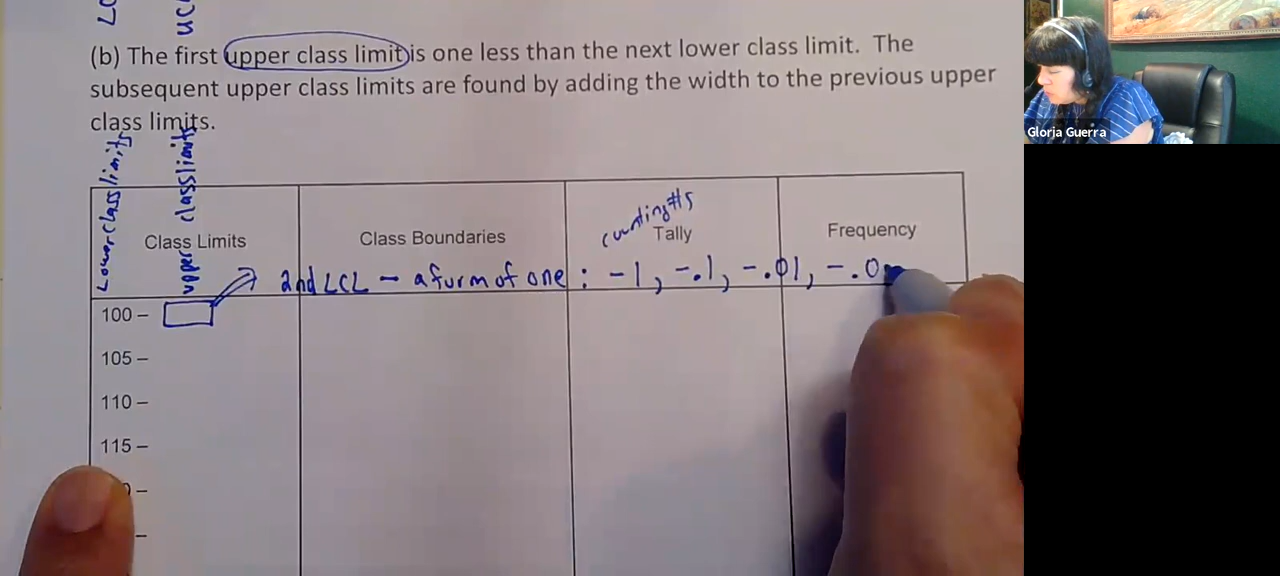 (b) The first upper class limit is one less than the next lower class limit. The
subsequent upper class limits are found by adding the width to the previous upper
class limits.
Lower class limits
upper class limits
Class Limits
Class Boundaries
counting #s
Tally
Frequency
2nd LCL - a form of one : -1, -.1, -.01, -.0
100 –
105 –
110 –
115 –
Gloria Guerra